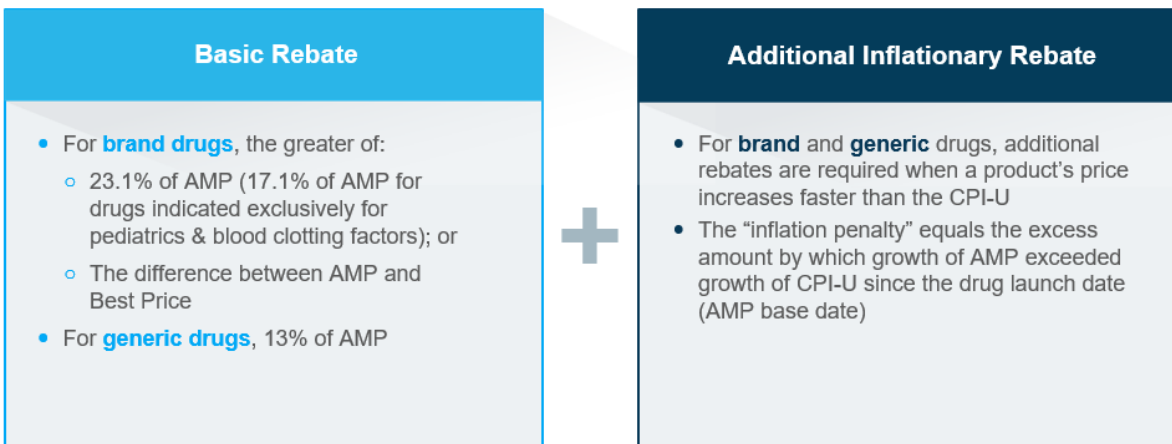 Basic Rebate
• For brand drugs, the greater of:
○ 23.1% of AMP (17.1% of AMP for
drugs indicated exclusively for
pediatrics & blood clotting factors); or
○ The difference between AMP and
Best Price
• For generic drugs, 13% of AMP
+
Additional Inflationary Rebate
• For brand and generic drugs, additional
rebates are required when a product’s price
increases faster than the CPI-U
• The “inflation penalty” equals the excess
amount by which growth of AMP exceeded
growth of CPI-U since the drug launch date
(AMP base date)